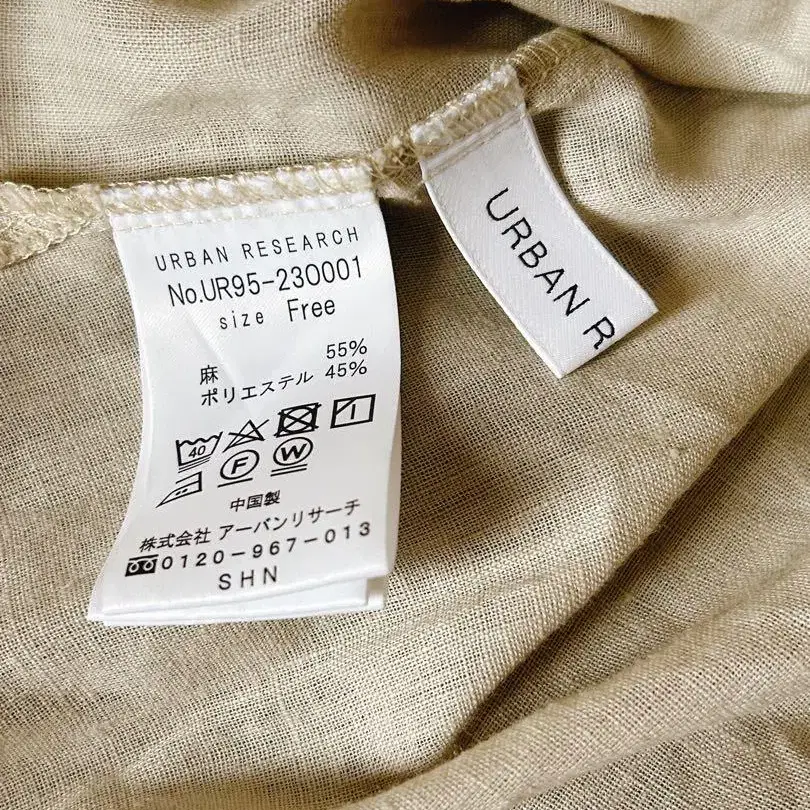 URBAN RESEARCH
No.UR95-230001
size Free
麻 55%
ポリエステル 45%
40
F W
中国製
株式会社 アーバンリサーチ
0120-967-013
SHN
URBAN R